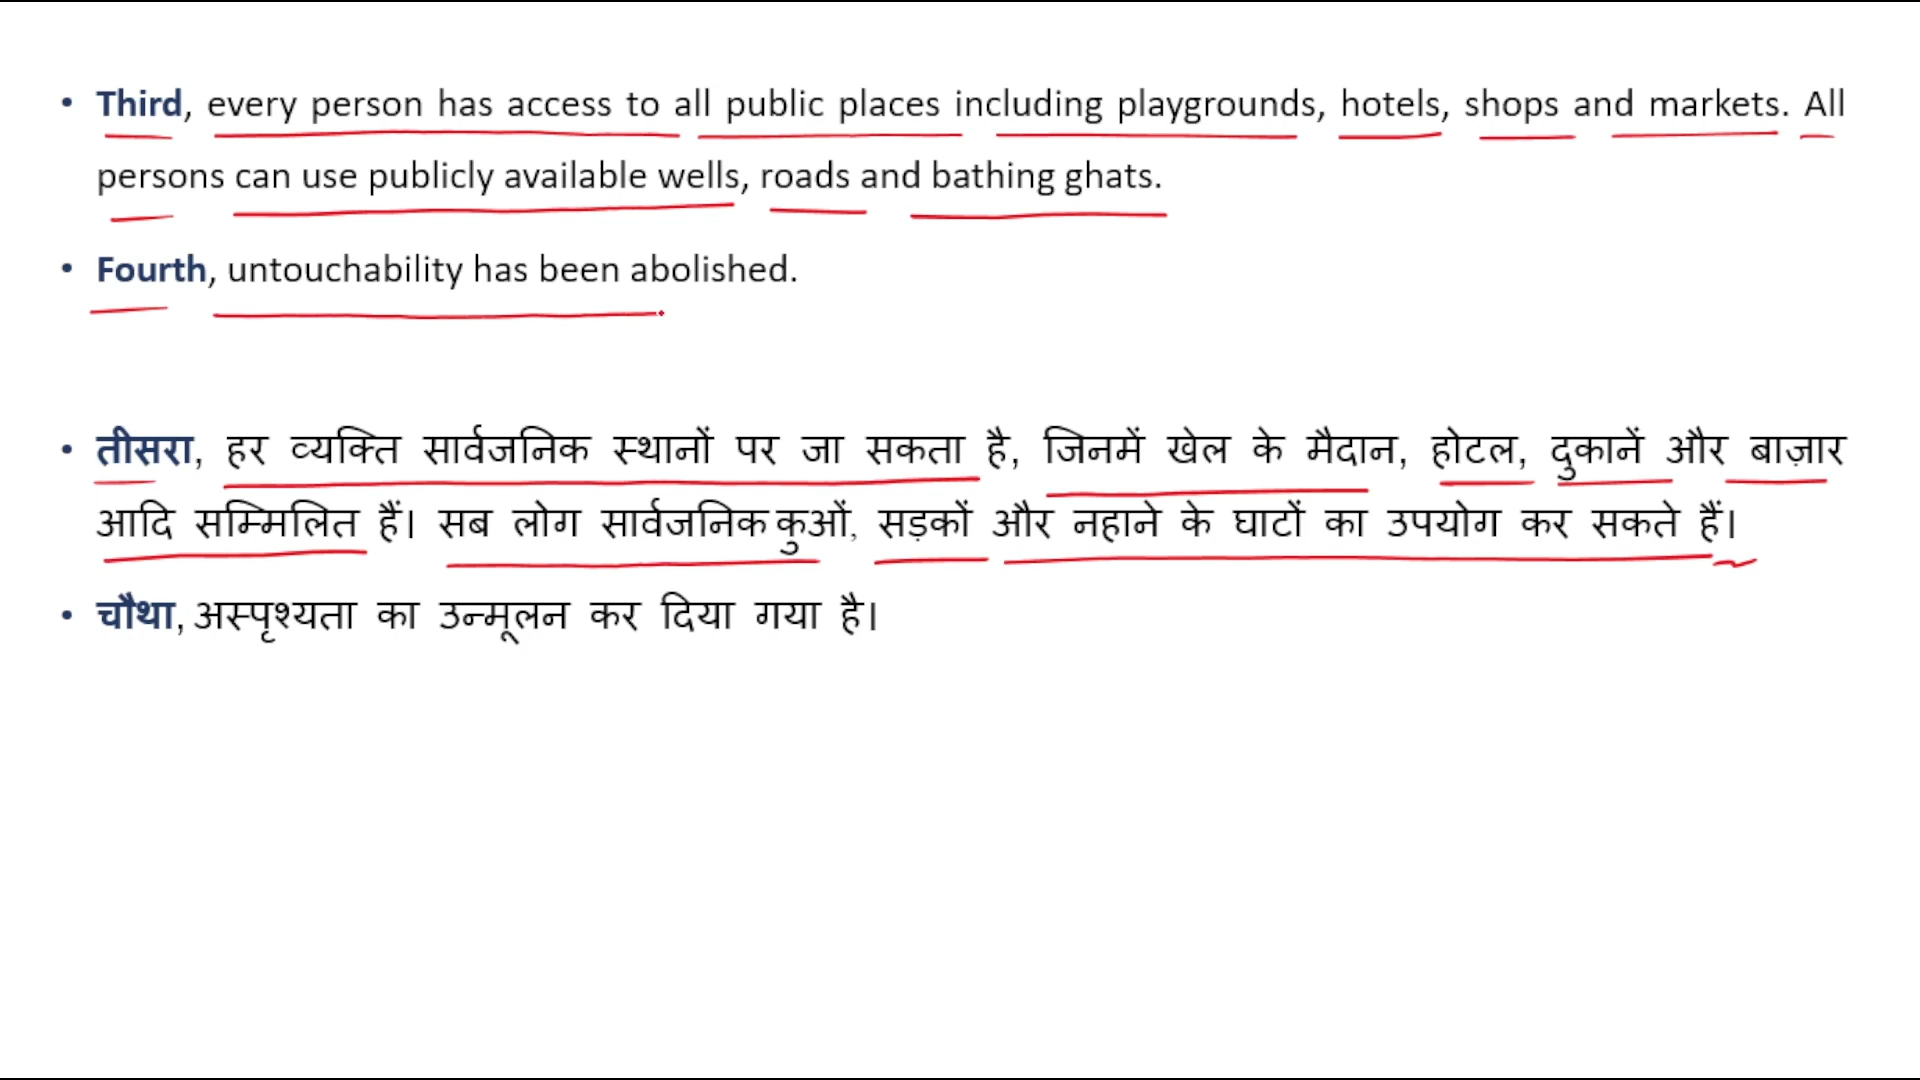 • Third, every person has access to all public places including playgrounds, hotels, shops and markets. All
persons can use publicly available wells, roads and bathing ghats.
• Fourth, untouchability has been abolished.
• तीसरा, हर व्यक्ति सार्वजनिक स्थानों पर जा सकता है, जिनमें खेल के मैदान, होटल, दुकानें और बाज़ार
आदि सम्मिलित हैं। सब लोग सार्वजनिक कुओं, सड़कों और नहाने के घाटों का उपयोग कर सकते हैं।
• चौथा, अस्पृश्यता का उन्मूलन कर दिया गया है।